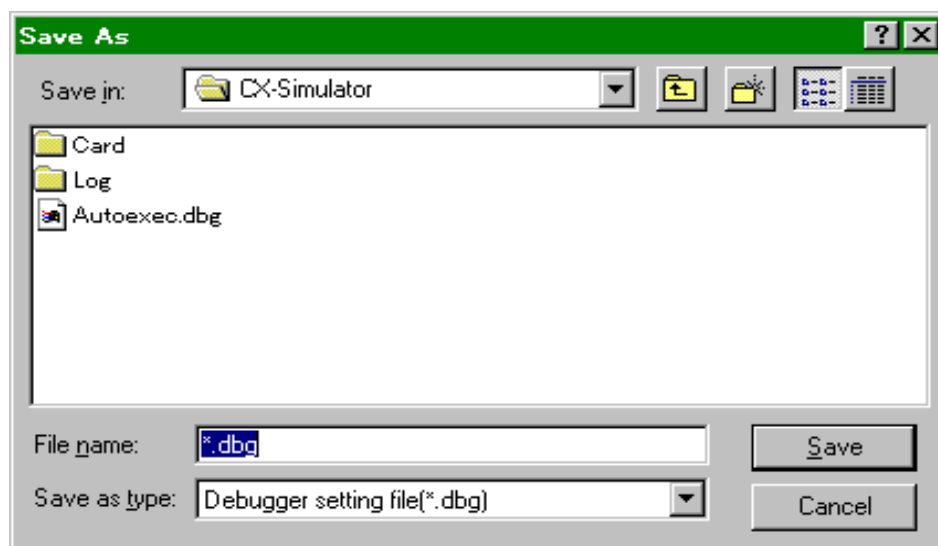 Save As
Save in: CX-Simulator
Card
Log
Autoexec.dbg
File name: *.dbg Save
Save as type: Debugger setting file(*.dbg) Cancel